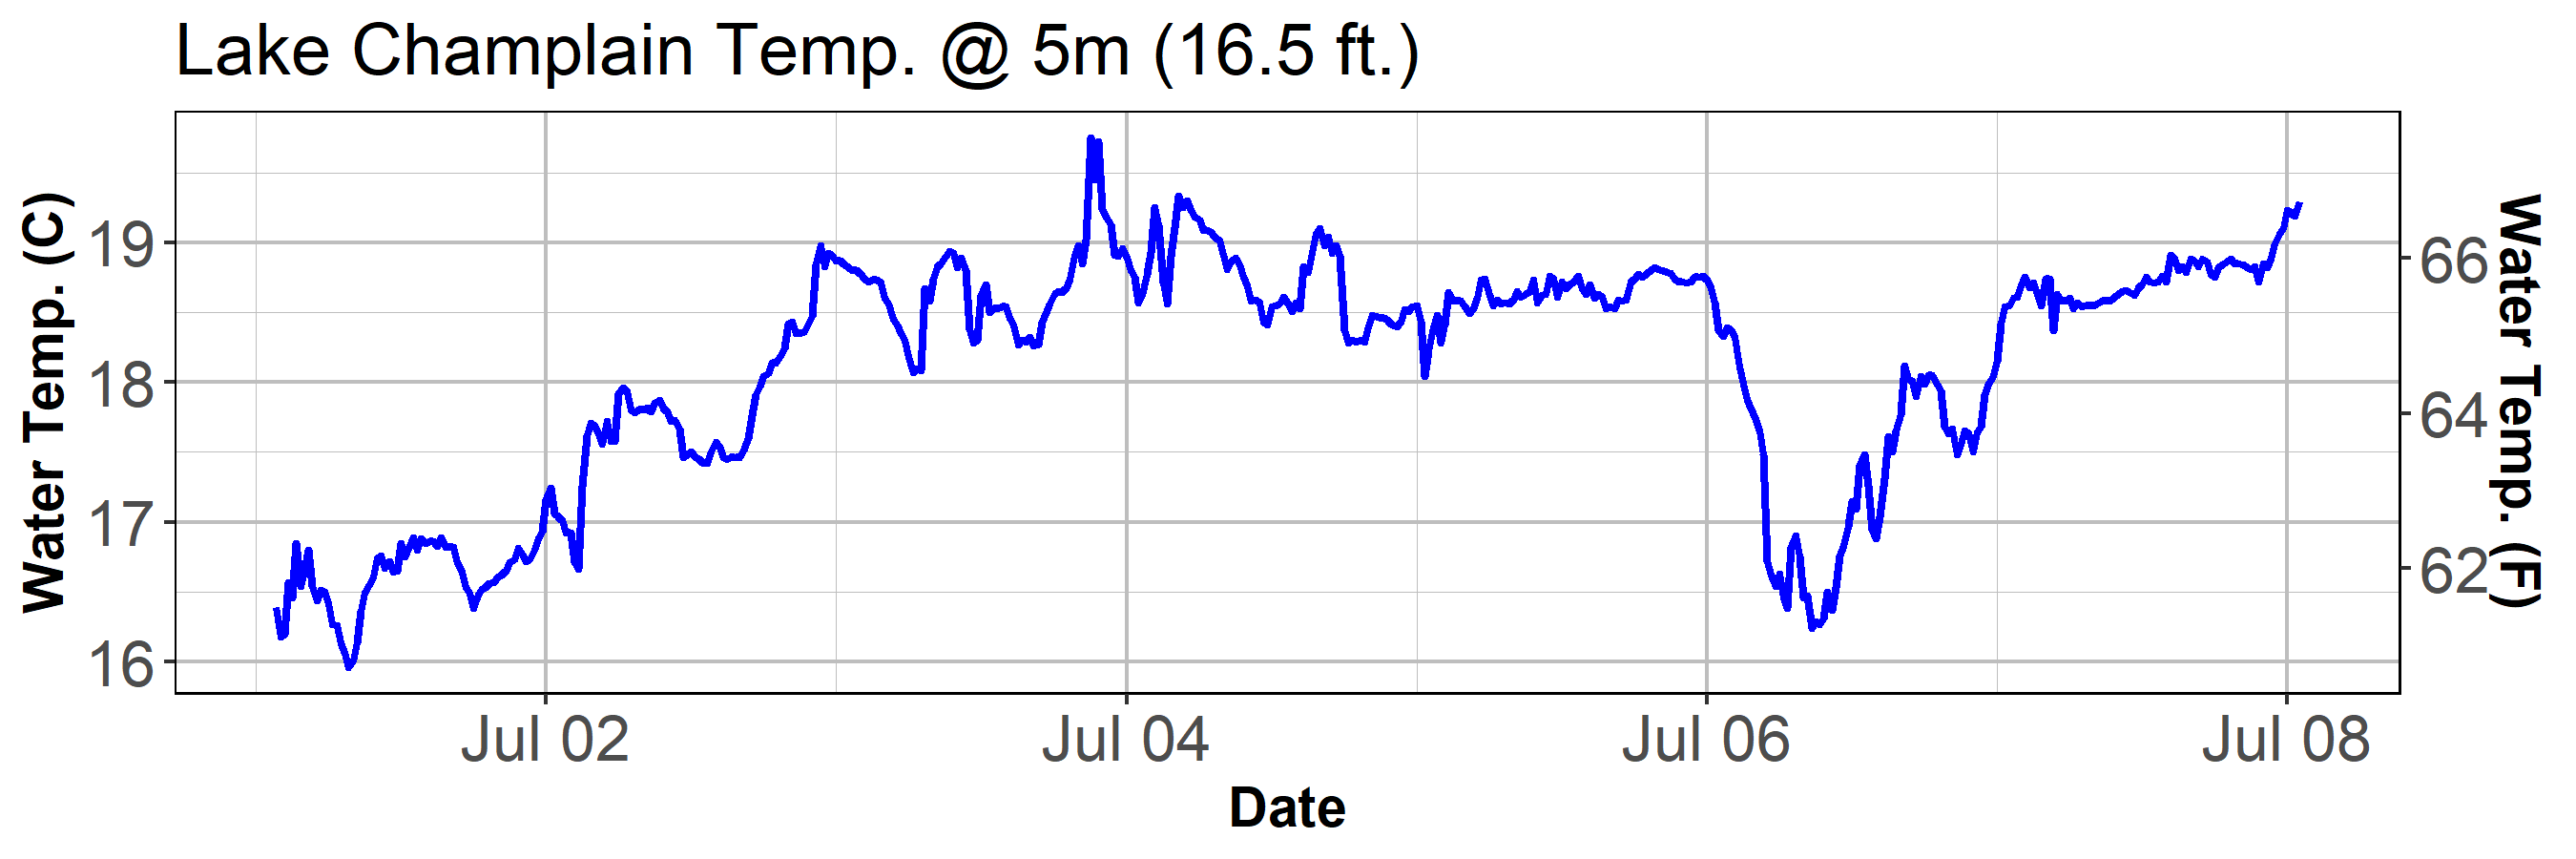 Lake Champlain Temp. @ 5m (16.5 ft.)
Water Temp. (C)
19
18
17
16
66
64
62
Water Temp. (F)
Jul 02
Jul 04
Jul 06
Jul 08
Date